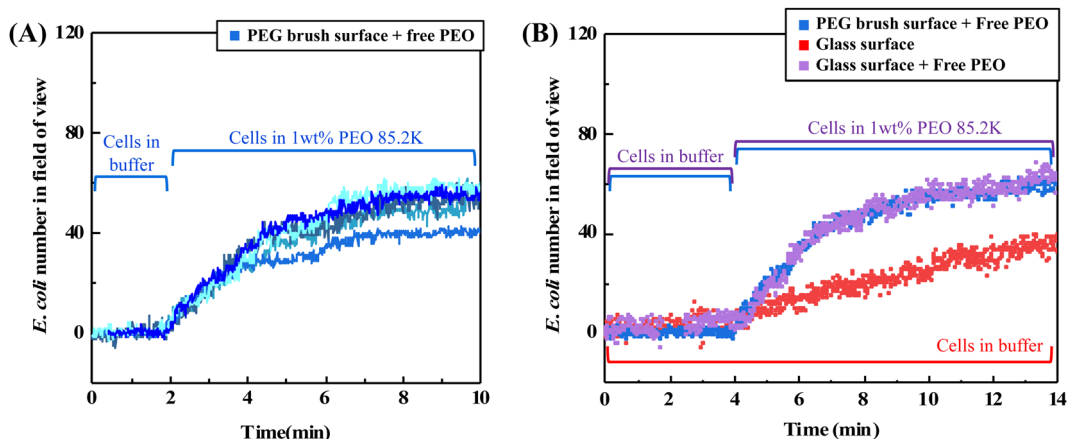 (A)
PEG brush surface + free PEO
E. coli number in field of view
120
80
40
0
Cells in
buffer
Cells in 1wt% PEO 85.2K
0 2 4 6 8 10
Time(min)
(B)
PEG brush surface + Free PEO
Glass surface
Glass surface + Free PEO
E. coli number in field of view
120
80
40
0
Cells in 1wt% PEO 85.2K
Cells in buffer
Cells in buffer
0 2 4 6 8 10 12 14
Time (min)